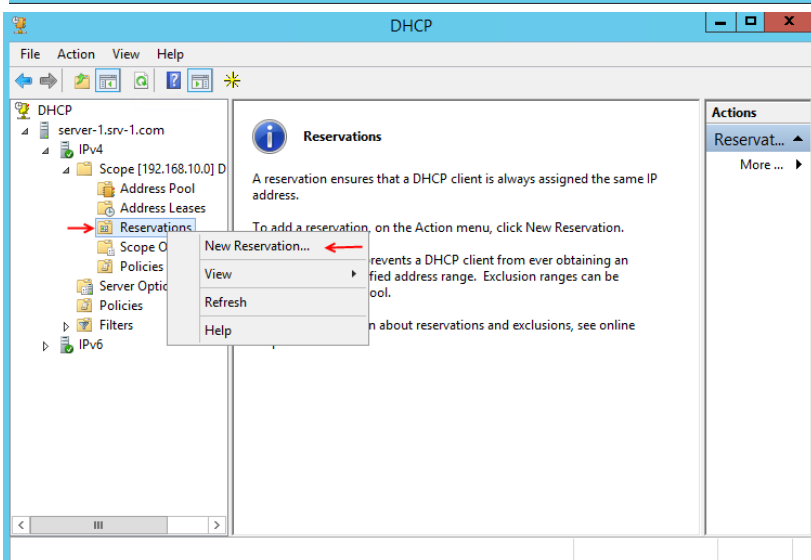 DHCP
File Action View Help
DHCP
server-1.srv-1.com
IPv4
Scope [192.168.10.0] D
Address Pool
Address Leases
Reservations
Scope O
Policies
Server Optio
Policies
Filters
IPv6
New Reservation...
View
Refresh
Help
Reservations
A reservation ensures that a DHCP client is always assigned the same IP
address.
To add a reservation, on the Action menu, click New Reservation.
revents a DHCP client from ever obtaining an
fied address range. Exclusion ranges can be
ool.
n about reservations and exclusions, see online
Actions
Reservat...
More ...